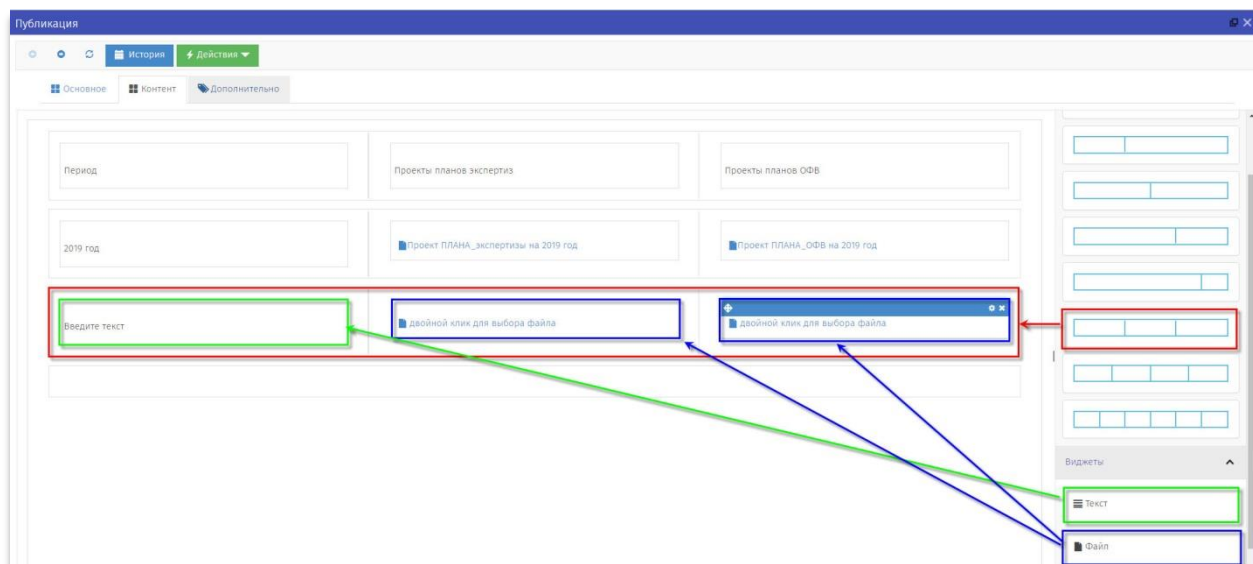 Публикация
История
Действия
Основное
Контент
Дополнительно
Период
Проекты планов экспертиз
Проекты планов ОФВ
2019 год
Проект ПЛАНА_экспертизы на 2019 год
Проект ПЛАНА_ОФВ на 2019 год
Введите текст
двойной клик для выбора файла
двойной клик для выбора файла
Виджеты
Текст
Файл